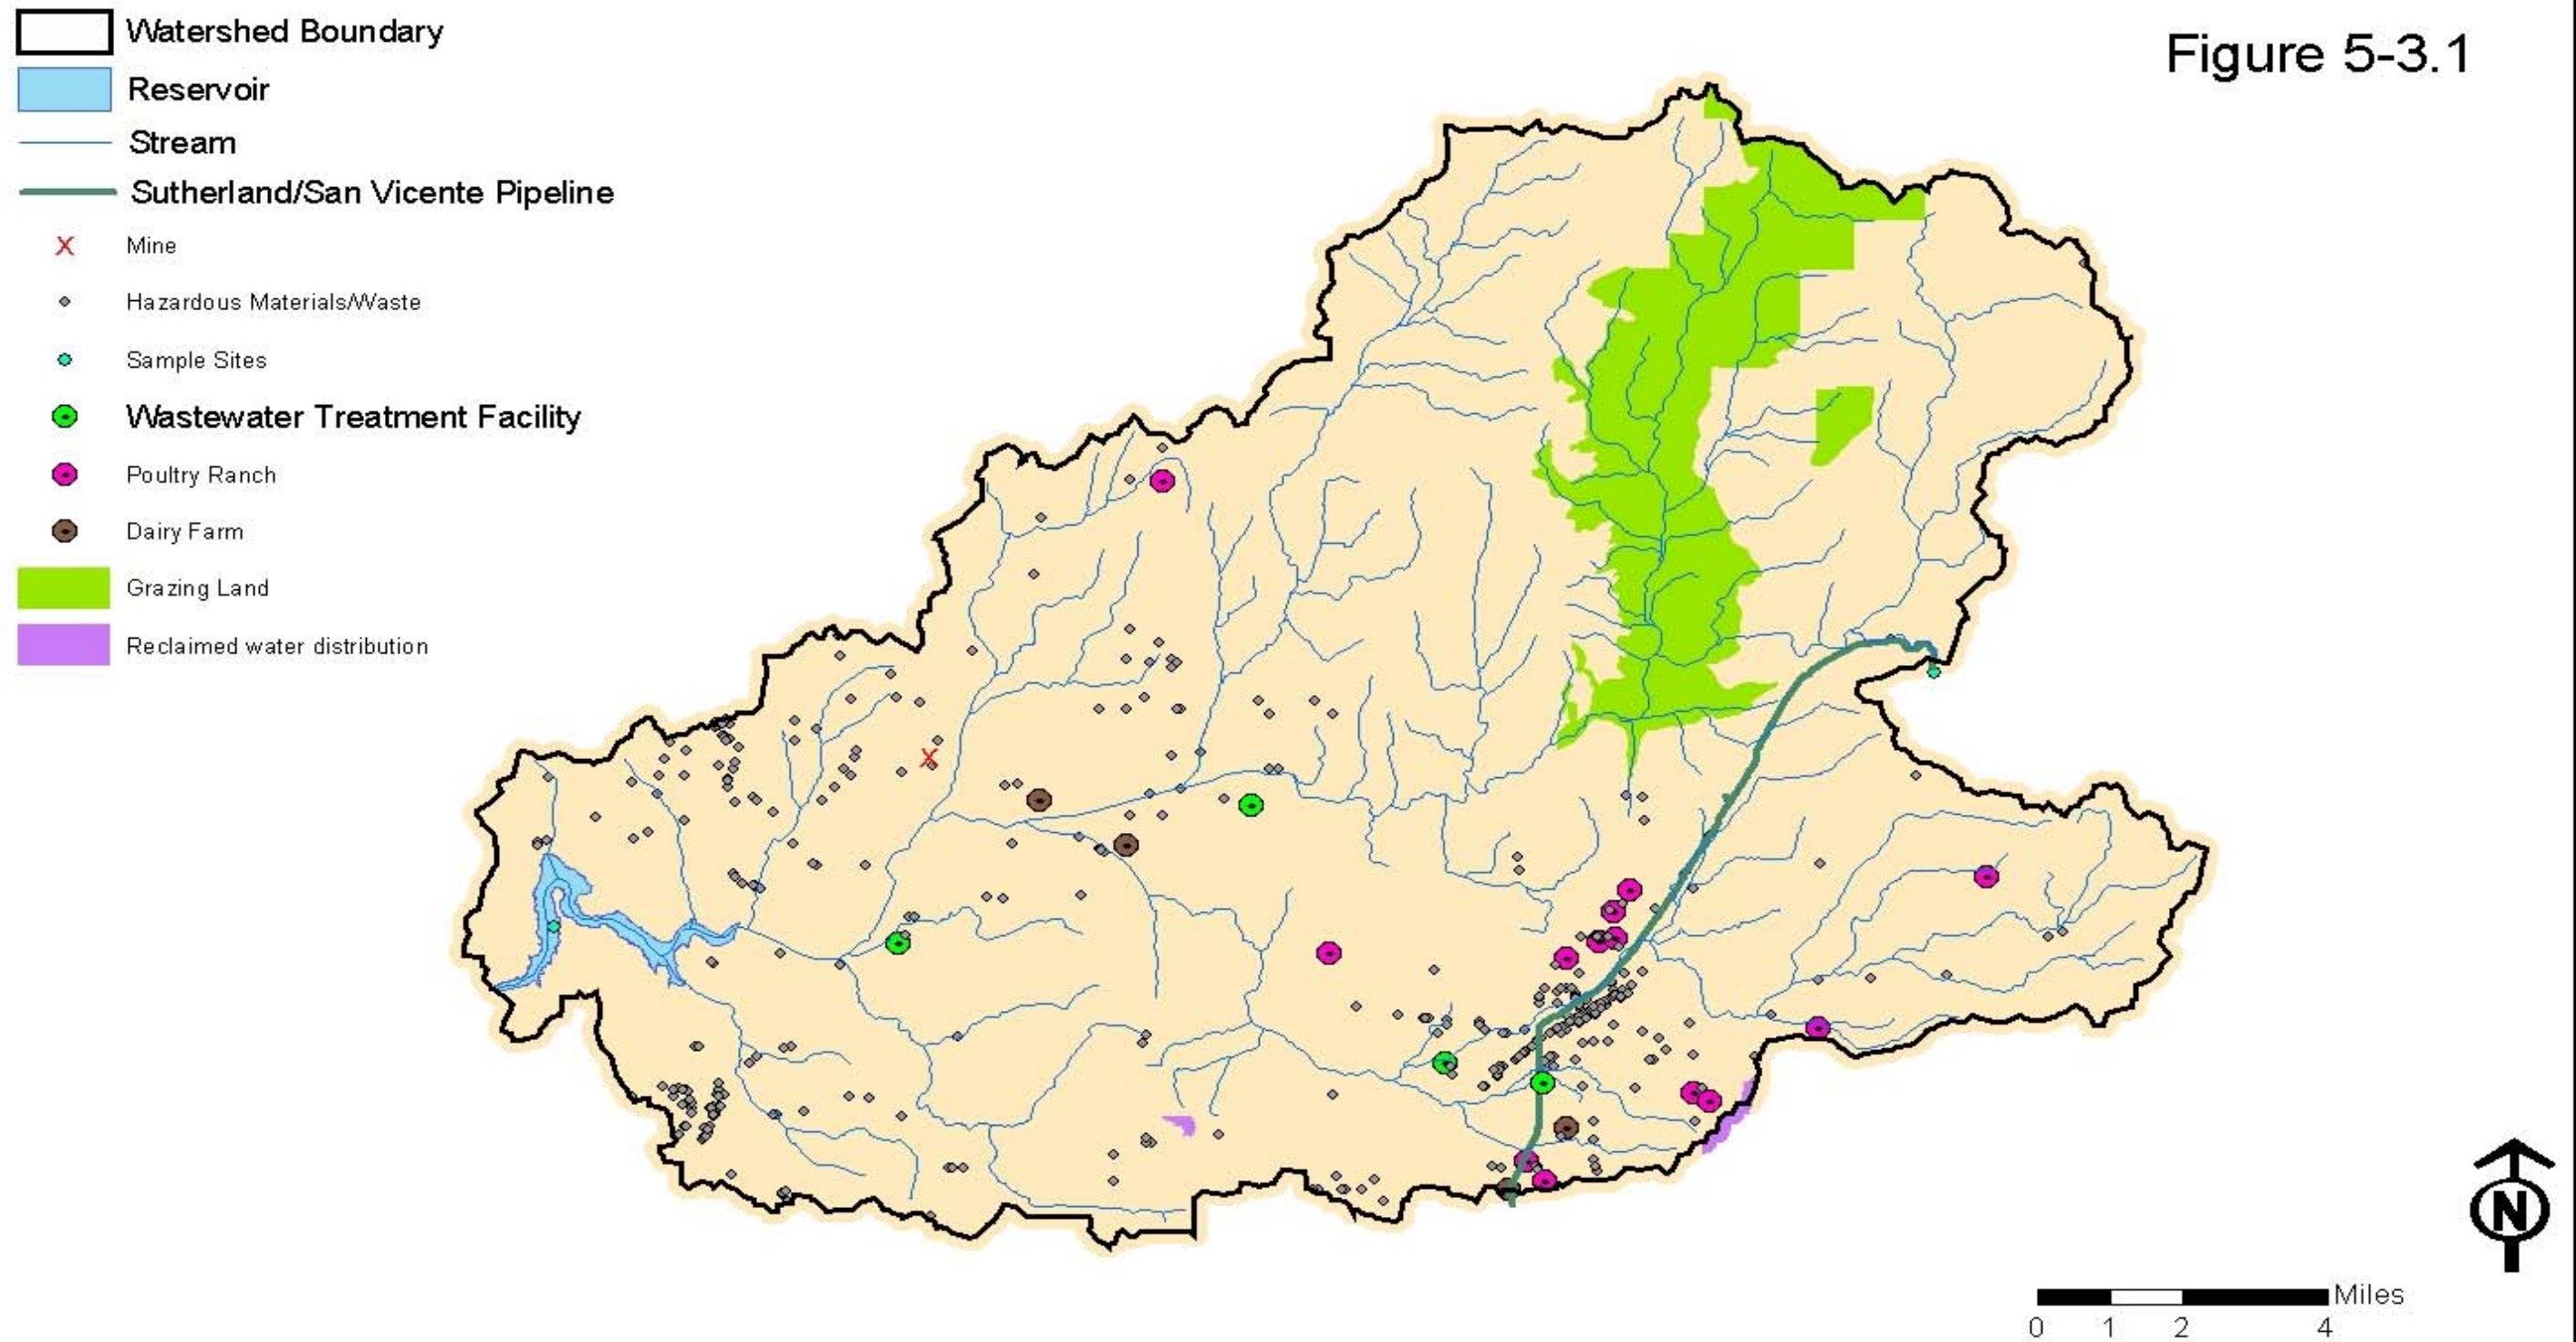 Figure 5-3.1
Watershed Boundary
Reservoir
Stream
Sutherland/San Vicente Pipeline
Mine
Hazardous Materials/Waste
Sample Sites
Wastewater Treatment Facility
Poultry Ranch
Dairy Farm
Grazing Land
Reclaimed water distribution
N
Miles
0 1 2 4